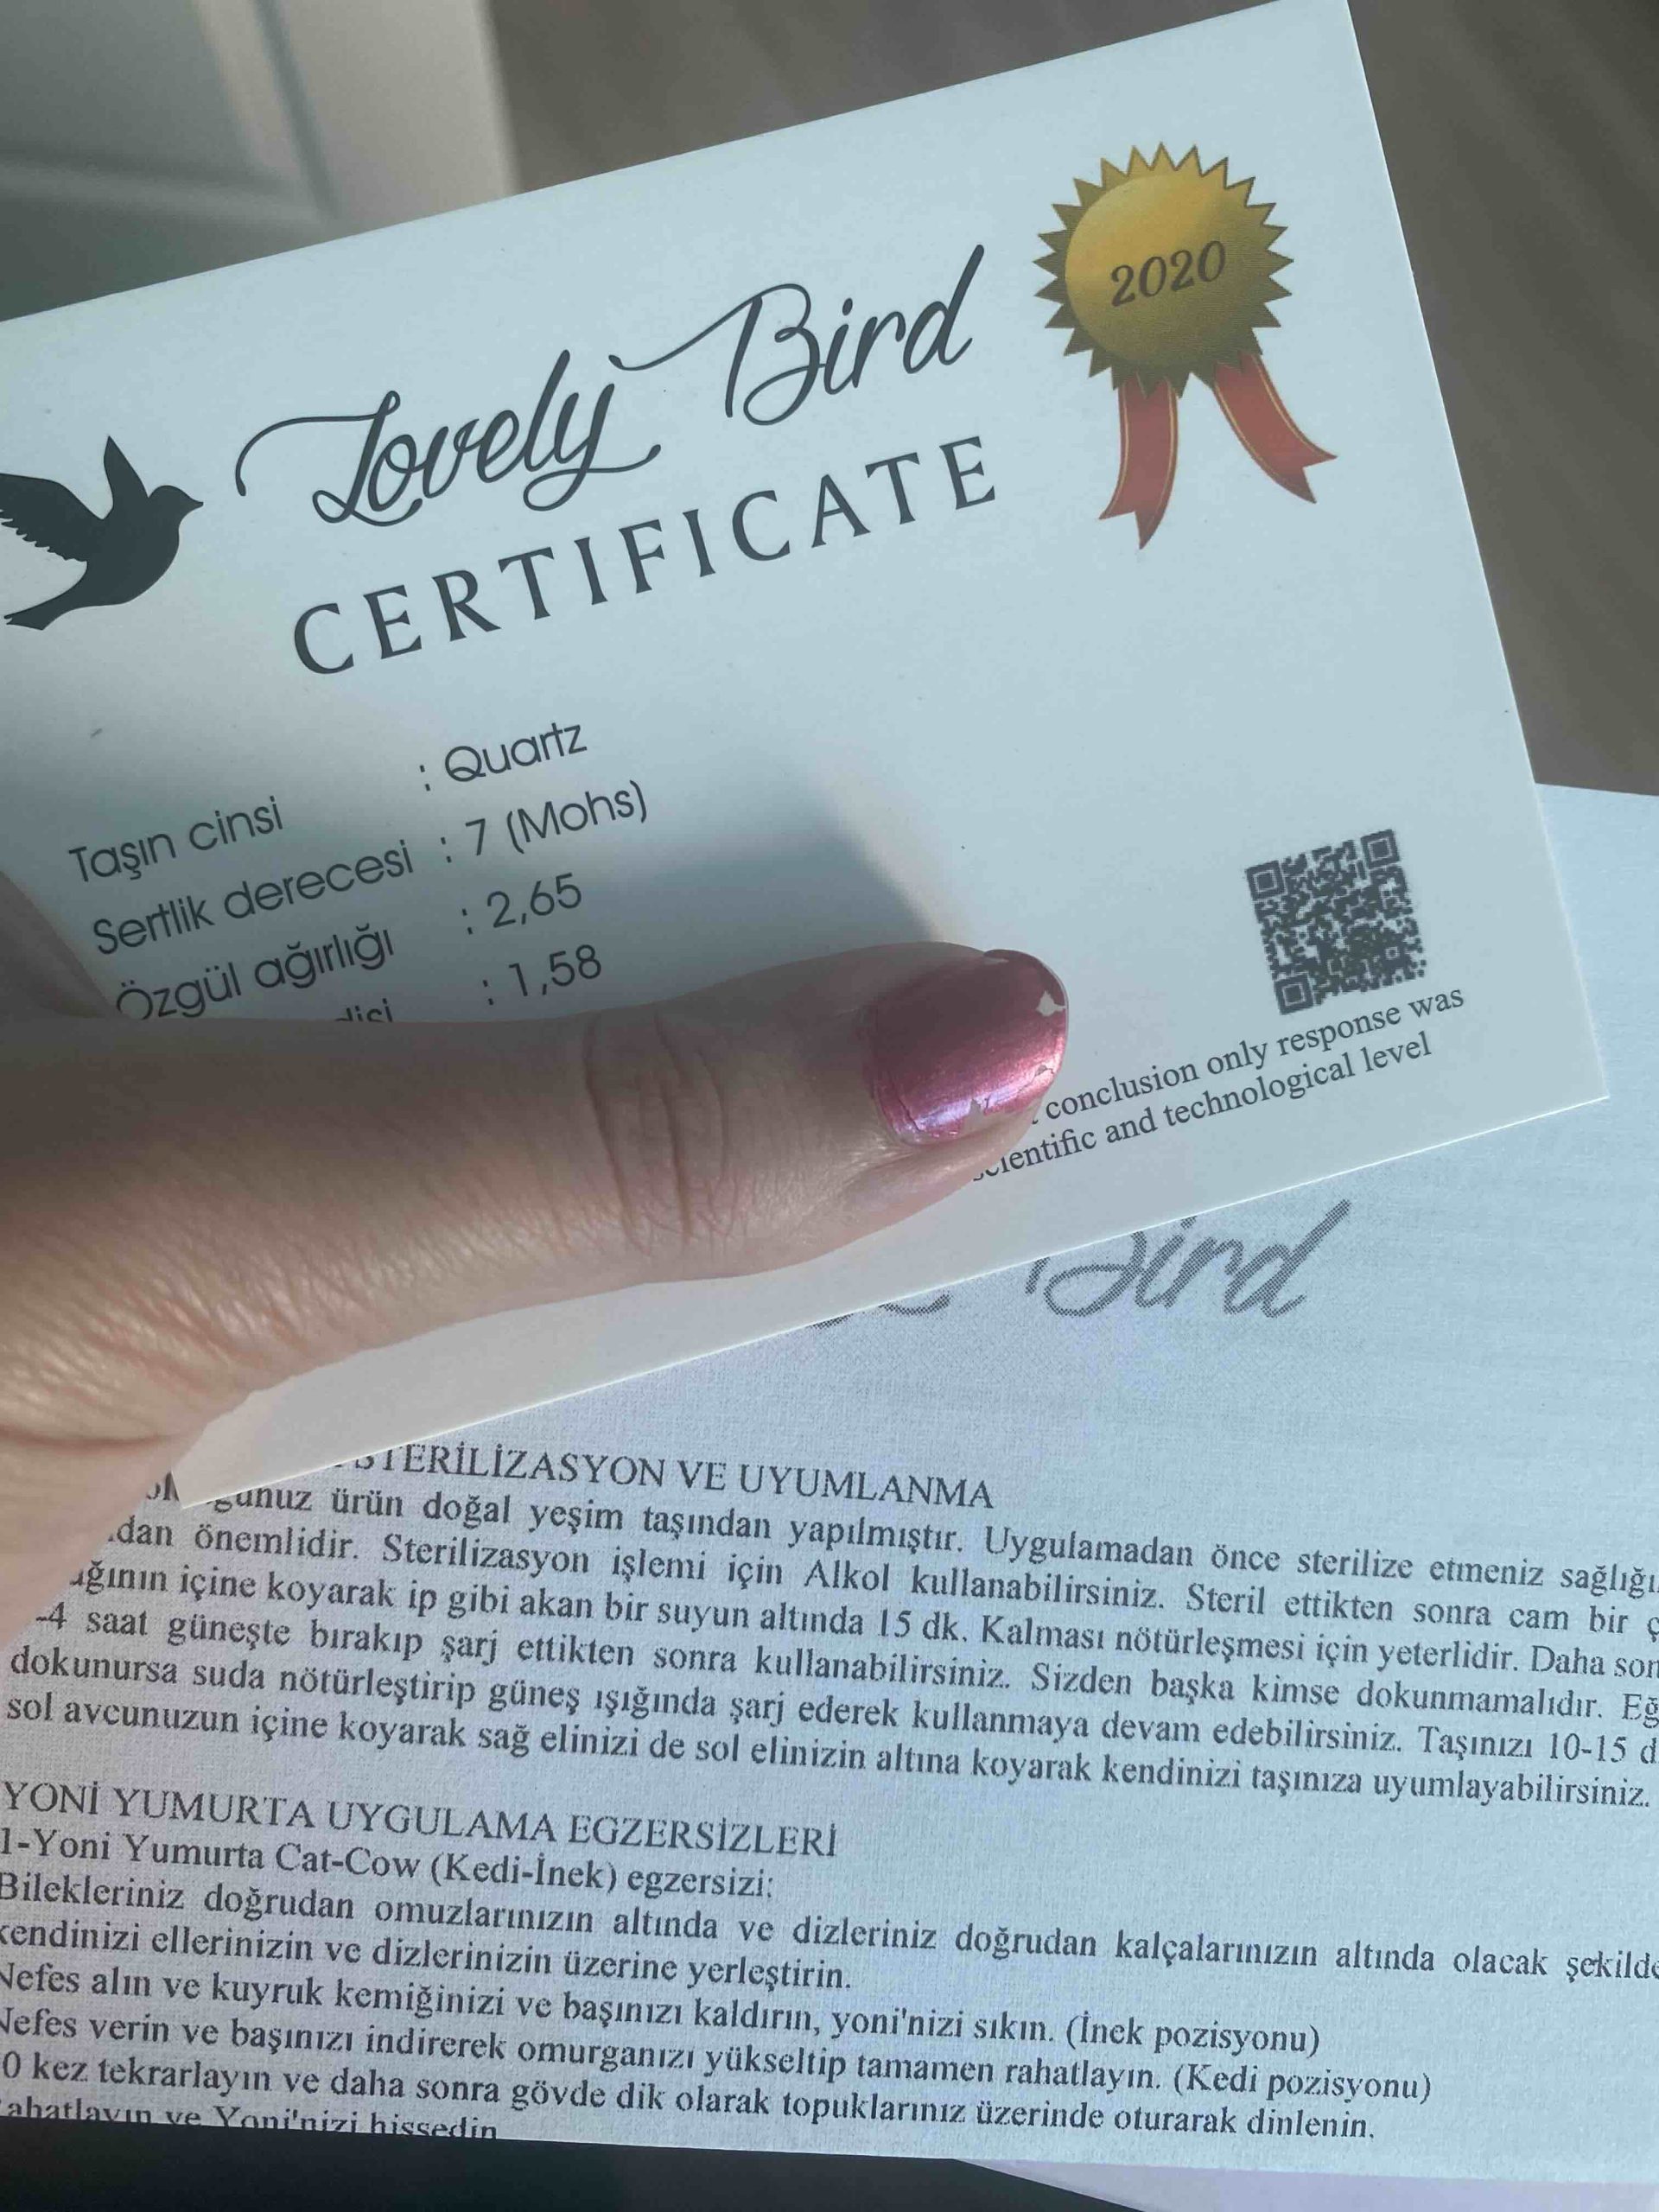 Lovely Bird
2020
CERTIFICATE
Taşın cinsi : Quartz
Sertlik derecesi : 7 (Mohs)
Özgül ağırlığı : 2,65
: 1,58
conclusion only response was
and technological level
Bird
VE UYUMLANMA
ürün doğal yeşim taşından yapılmıştır. Uygulamadan önce sterilize etmeniz
önemlidir. Sterilizasyon işlemi için Alkol kullanabilirsiniz. Steril ettikten sonra cam bir
içine koyarak ip gibi akan bir suyun altında 15 dk. Kalması nötürleşmesi için yeterlidir. Daha
saat güneşte bırakıp şarj ettikten sonra kullanabilirsiniz. Sizden başka kimse dokunmamalıdır.
dokunursa suda nötürleştirip güneş ışığında şarj ederek kullanmaya devam edebilirsiniz. Taşınızı 10-15
sol avcunuzun içine koyarak sağ elinizi de sol elinizin altına koyarak kendinizi taşınıza uyumlayabilirsiniz.
YONİ YUMURTA UYGULAMA EGZERSİZLERİ
1-Yoni Yumurta Cat-Cow (Kedi-İnek) egzersizi:
Bilekleriniz doğrudan omuzlarınızın altında ve dizleriniz doğrudan kalçalarınızın altında olacak şekilde
kendinizi ellerinizin ve dizlerinizin üzerine yerleştirin.
Nefes alın ve kuyruk kemiğinizi ve başınızı kaldırın, yoni'nizi sıkın. (İnek pozisyonu)
Nefes verin ve başınızı indirerek omurganızı yükseltip tamamen rahatlayın. (Kedi pozisyonu)
kez tekrarlayın ve daha sonra gövde dik olarak topuklarınız üzerinde oturarak dinlenin.
ve Yoni'nizi hissedin